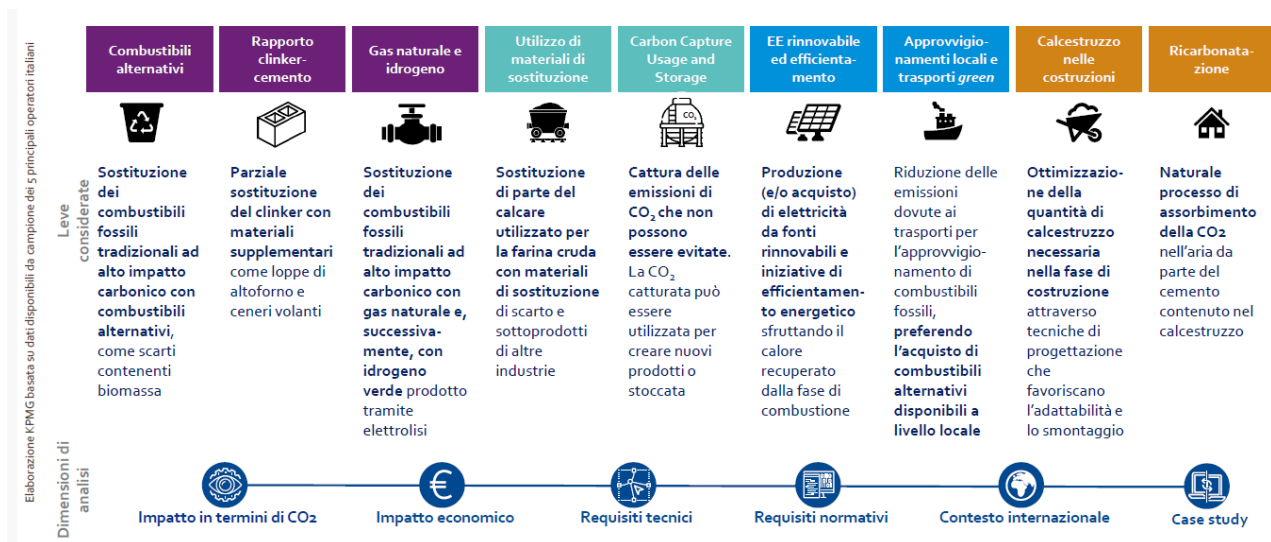 Elaborazione KPMG basata su dati disponibili da campione dei 5 principali operatori italiani
Combustibili
alternativi
Rapporto
clinker-
cemento
Gas naturale e
idrogeno
Utilizzo di
materiali di
sostituzione
Carbon Capture
Usage and
Storage
EE rinnovabile
ed efficienta-
mento
Approvvigio-
namenti locali e
trasporti green
Calcestruzzo
nelle
costruzioni
Ricarbonata-
zione
CO₂
Leve
considerate
Sostituzione
dei
combustibili
fossili
tradizionali ad
alto impatto
carbonico con
combustibili
alternativi,
come scarti
contenenti
biomassa
Parziale
sostituzione
del clinker con
materiali
supplementari
come loppe di
altoforno e
ceneri volanti
Sostituzione
dei
combustibili
fossili
tradizionali ad
alto impatto
carbonico con
gas naturale e,
successiva-
mente, con
idrogeno
verde prodotto
tramite
elettrolisi
Sostituzione
di parte del
calcare
utilizzato per
la farina cruda
con materiali
di sostituzione
di scarto e
sottoprodotti
di altre
industrie
Cattura delle
emissioni di
CO₂ che non
possono
essere evitate.
La CO₂
catturata può
essere
utilizzata per
creare nuovi
prodotti o
stoccata
Produzione
(e/o acquisto)
di elettricità
da fonti
rinnovabili e
iniziative di
efficientamen-
to energetico
sfruttando il
calore
recuperato
dalla fase di
combustione
Riduzione delle
emissioni
dovute ai
trasporti per
l'approvvigio-
namento di
combustibili
fossili,
preferendo
l'acquisto di
combustibili
alternativi
disponibili a
livello locale
Ottimizzazio-
ne della
quantità di
calcestruzzo
necessaria
nella fase di
costruzione
attraverso
tecniche di
progettazione
che
favoriscano
l'adattabilità e
lo smontaggio
Naturale
processo di
assorbimento
della CO2
nell'aria da
parte del
cemento
contenuto nel
calcestruzzo
Dimensioni di
analisi
€
Impatto in termini di CO2
Impatto economico
Requisiti tecnici
Requisiti normativi
Contesto internazionale
Case study